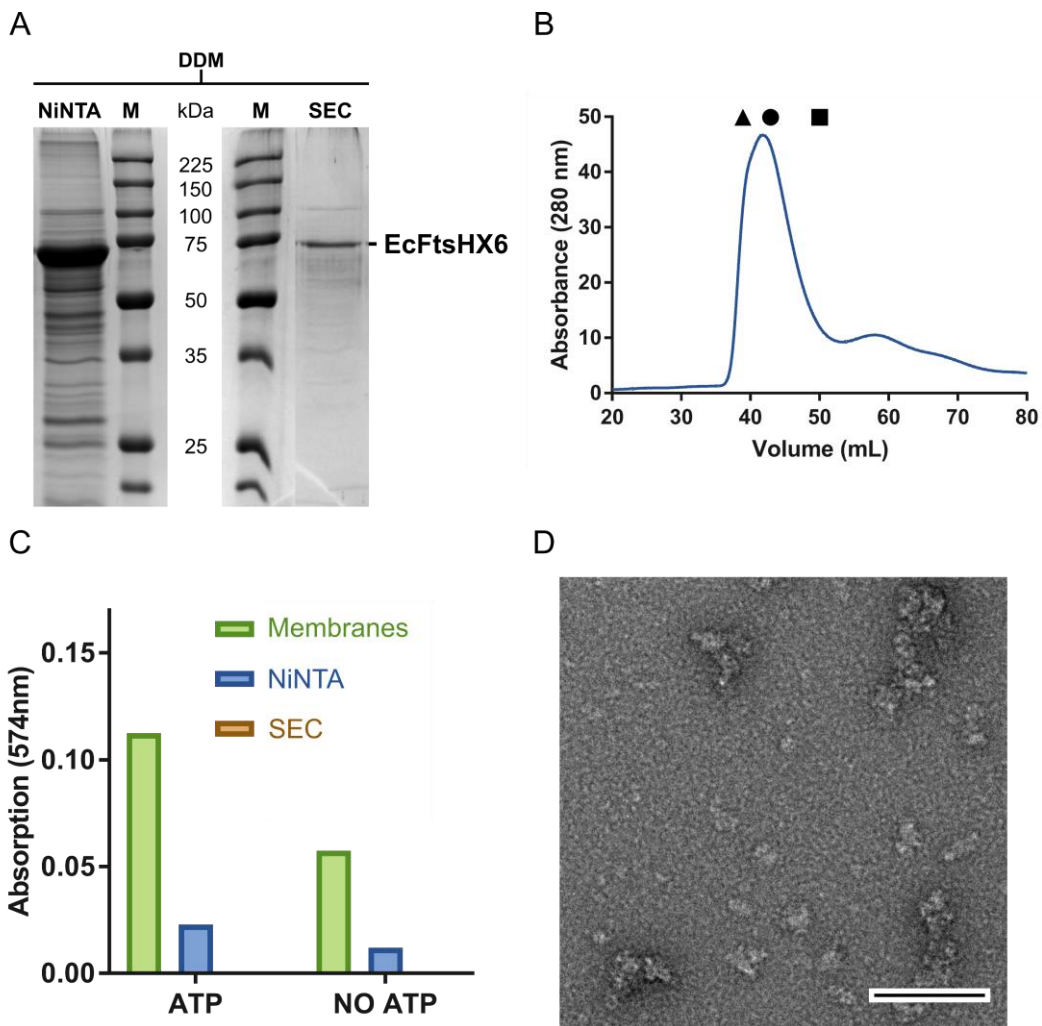 A
DDM
NiNTA M kDa M SEC
225
150
100
75
50
35
25
EcFtsHX6
B
Absorbance (280 nm)
50
40
30
20
10
0
20 30 40 50 60 70 80
Volume (mL)
C
Absorption (574nm)
0.15
0.10
0.05
0.00
Membranes
NiNTA
SEC
ATP NO ATP
D